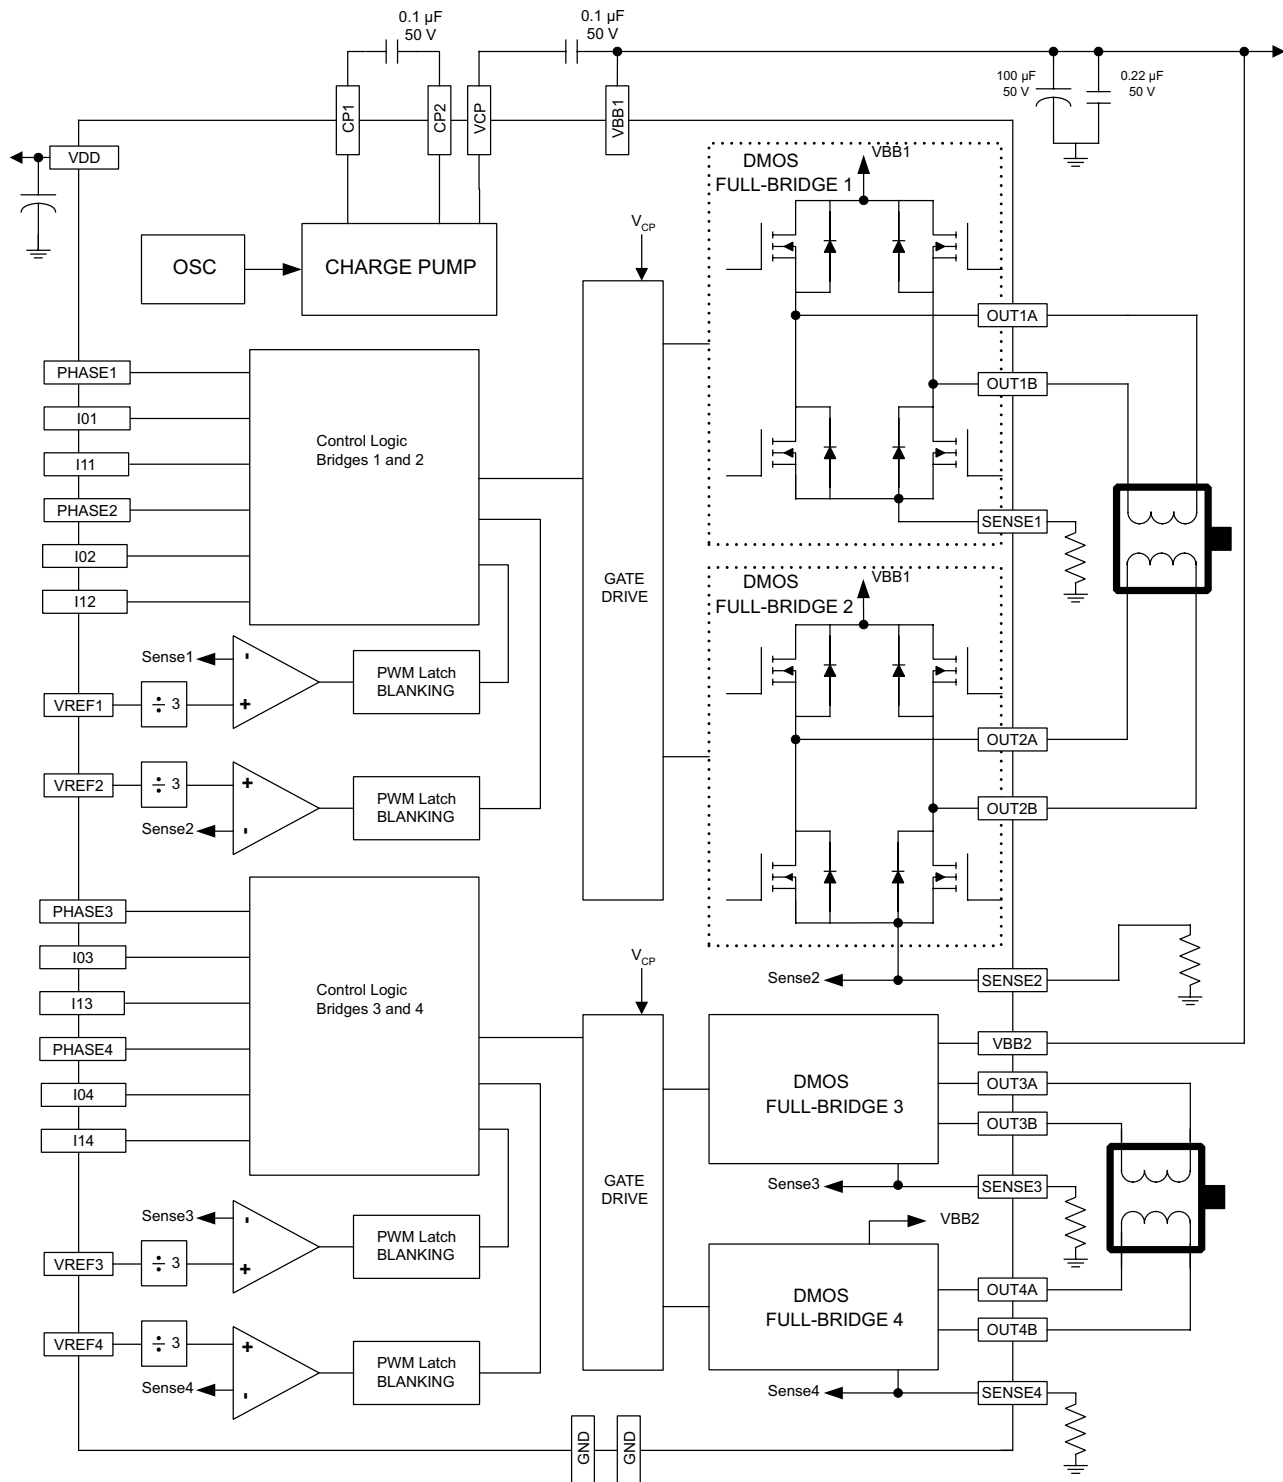 0.1 µF
50 V
0.1 µF
50 V
100 µF
50 V
0.22 µF
50 V
CP1
CP2
VCP
VBB1
VDD
DMOS
FULL-BRIDGE 1
VBB1
VCP
OSC
CHARGE PUMP
OUT1A
PHASE1
OUT1B
I01
Control Logic
Bridges 1 and 2
I11
PHASE2
SENSE1
I02
I12
GATE
DRIVE
DMOS
FULL-BRIDGE 2
VBB1
Sense1
-
PWM Latch
BLANKING
VREF1
÷ 3
+
OUT2A
VREF2
÷ 3
+
PWM Latch
BLANKING
OUT2B
Sense2
-
PHASE3
I03
VCP
Sense2
SENSE2
Control Logic
Bridges 3 and 4
I13
PHASE4
VBB2
I04
DMOS
FULL-BRIDGE 3
OUT3A
OUT3B
I14
GATE
DRIVE
Sense3
SENSE3
Sense3
-
VBB2
PWM Latch
BLANKING
VREF3
÷ 3
+
DMOS
FULL-BRIDGE 4
OUT4A
OUT4B
VREF4
÷ 3
+
PWM Latch
BLANKING
Sense4
-
Sense4
SENSE4
GND
GND